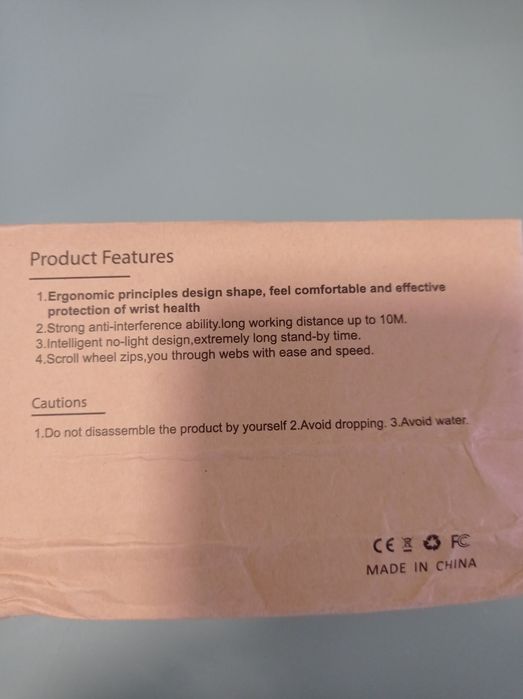 Product Features
1.Ergonomic principles design shape, feel comfortable and effective
protection of wrist health
2.Strong anti-interference ability.long working distance up to 10M.
3.Intelligent no-light design,extremely long stand-by time.
4.Scroll wheel zips,you through webs with ease and speed.
Cautions
1.Do not disassemble the product by yourself 2.Avoid dropping. 3.Avoid water.
CE FC
MADE IN CHINA